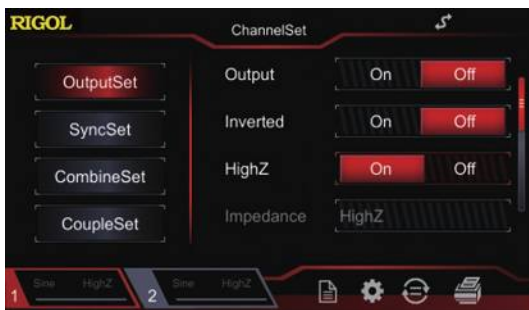 RIGOL
ChannelSet
OutputSet
Output On Off
SyncSet
Inverted On Off
CombineSet
HighZ On Off
CoupleSet
Impedance HighZ
1 Sine HighZ 2 Sine HighZ